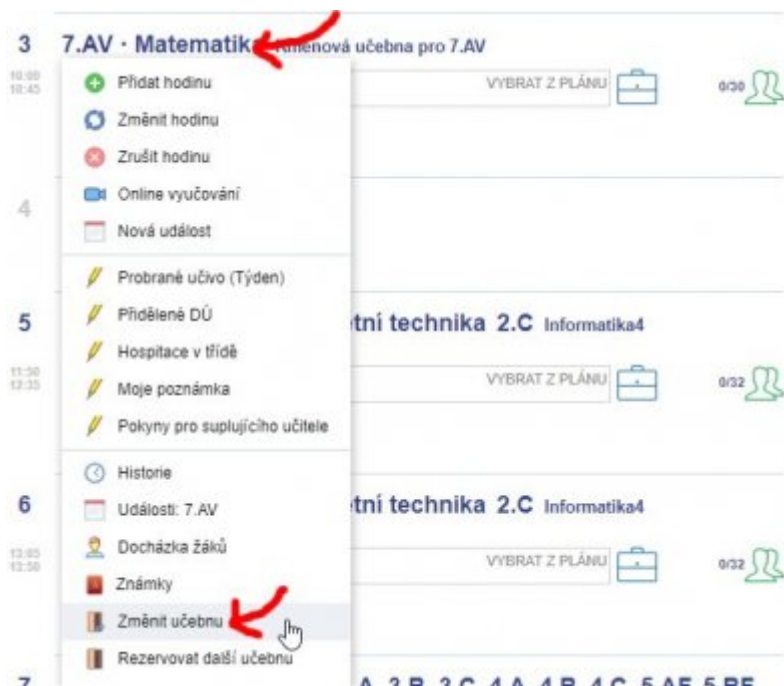 3 7.AV · Matematika Kmenová učebna pro 7.AV
10:00
10:45
VYBRAT Z PLÁNU
0/30
Přidat hodinu
Změnit hodinu
Zrušit hodinu
Online vyučování
4
Nová událost
Probrané učivo (Týden)
5
Přidělené DÚ
tní technika 2.C Informatika4
Hospitace v třídě
11:50
12:35
Moje poznámka
VYBRAT Z PLÁNU
0/32
Pokyny pro suplujícího učitele
Historie
6
Události: 7.AV
tní technika 2.C Informatika4
Docházka žáků
VYBRAT Z PLÁNU
0/32
Známky
Změnit učebnu
Rezervovat další učebnu
7